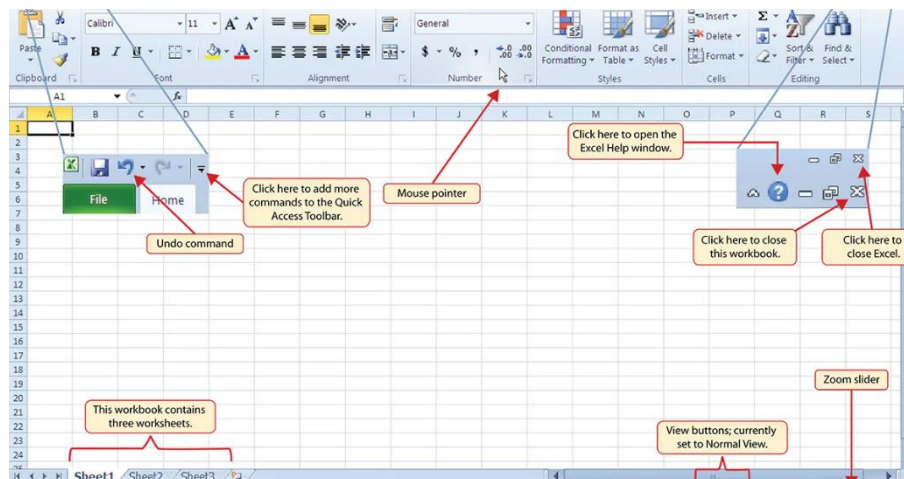 Calibri 11 A A General Insert Σ
Paste B I U A $ % , .0 .00 .00 .0 Conditional Formatting Format as Table Cell Styles Delete Format Sort & Filter Find & Select
Clipboard Font Alignment Number Styles Cells Editing
A1 fx
A B C D E F G H I J K L M N O P Q R S
1
2
3
4
5
6
7
8
9
10
11
12
13
14
15
16
17
18
19
20
21
22
23
24
25
File Home
Click here to add more
commands to the Quick
Access Toolbar.
Undo command
Mouse pointer
Click here to open the
Excel Help window.
Click here to close
this workbook.
Click here to
close Excel.
Zoom slider
This workbook contains
three worksheets.
View buttons; currently
set to Normal View.
Sheet1 Sheet2 Sheet3